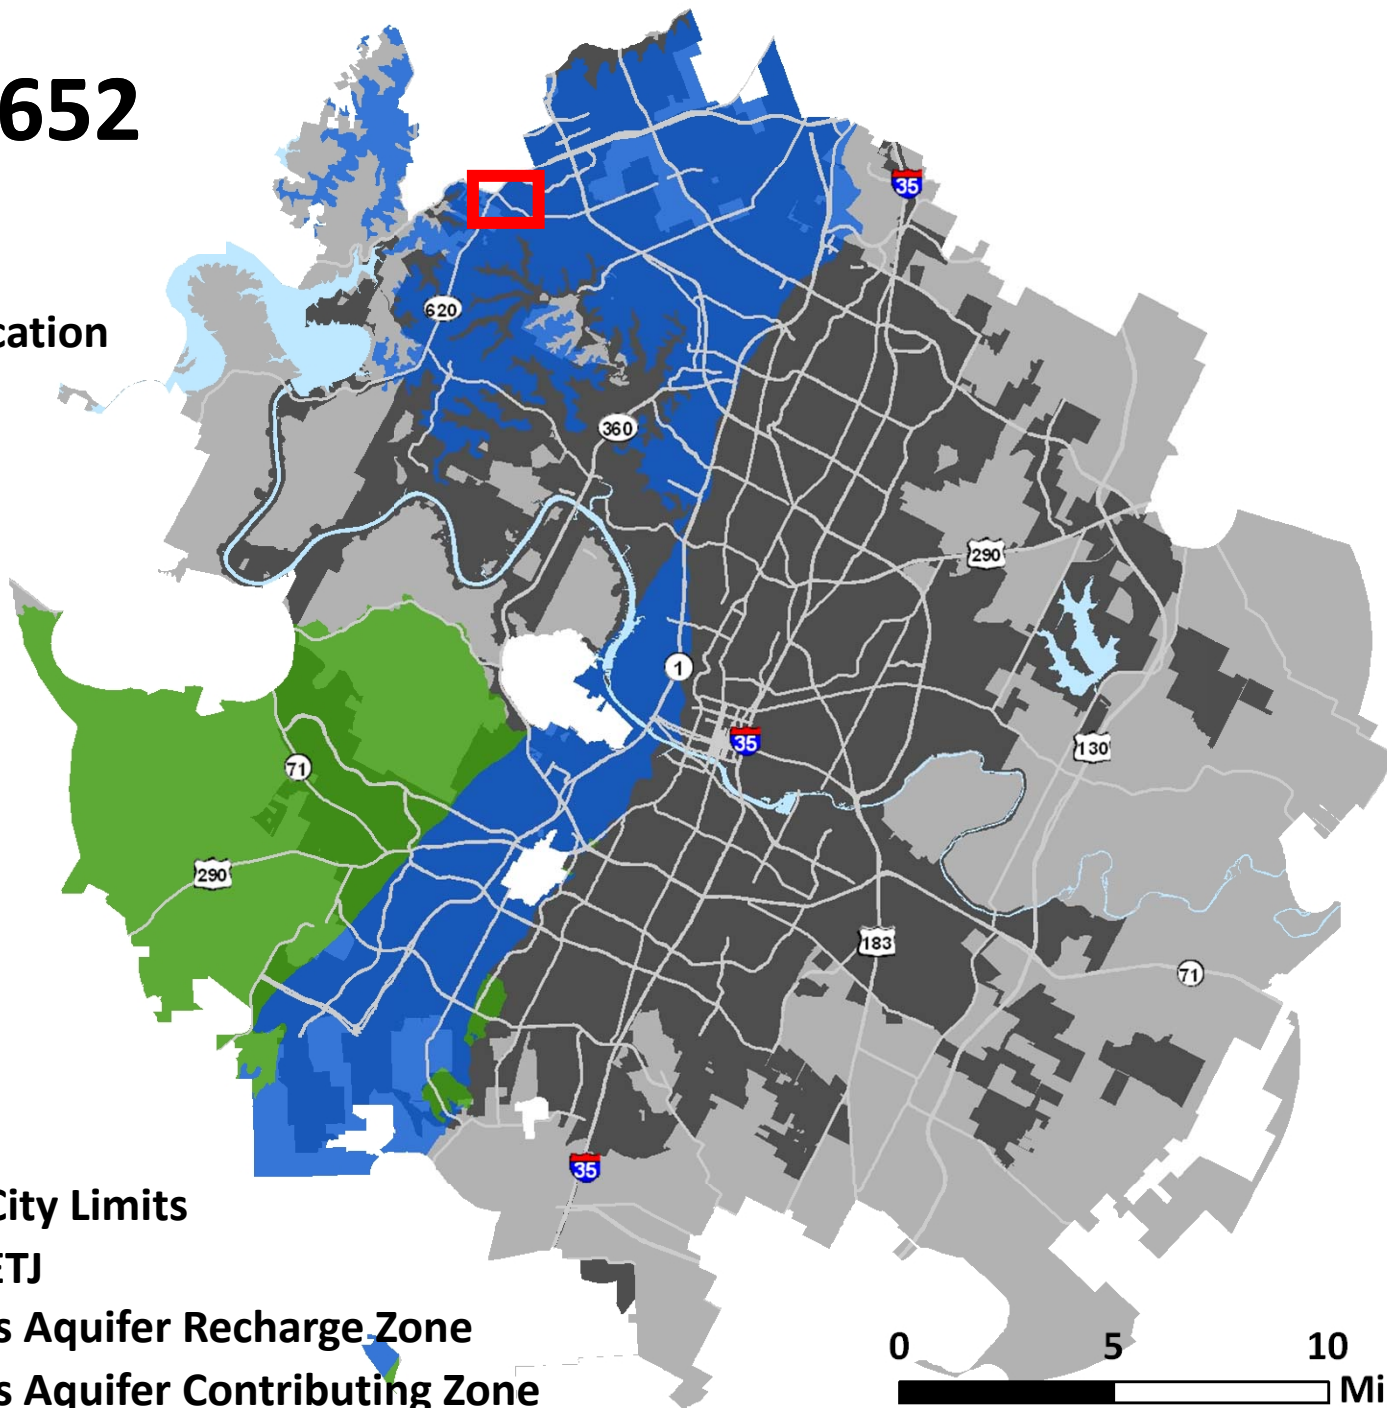 652
35
cation
620
360
290
1
35
130
71
290
183
71
35
City Limits
ETJ
s Aquifer Recharge Zone
s Aquifer Contributing Zone
0 5 10
Mi